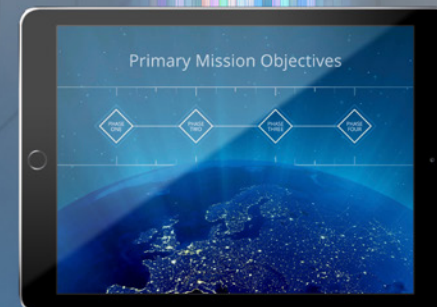 Primary Mission Objectives
PHASE
ONE
PHASE
TWO
PHASE
THREE
PHASE
FOUR